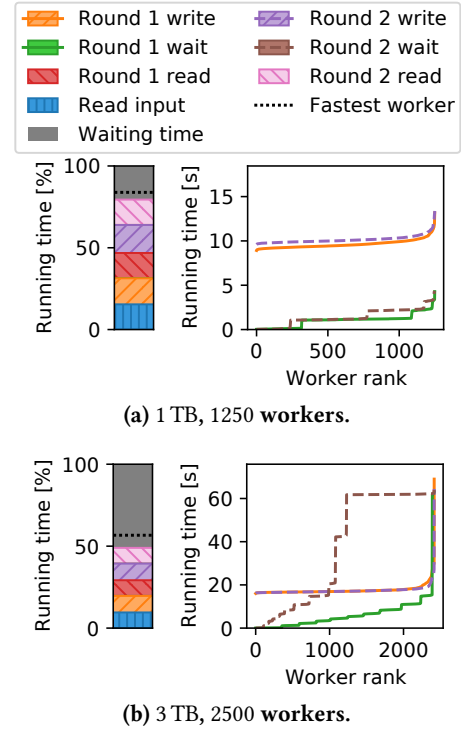 Round 1 write
Round 1 wait
Round 1 read
Read input
Waiting time
Round 2 write
Round 2 wait
Round 2 read
Fastest worker
Running time [%]
100
50
0
Running time [s]
15
10
5
0
0
500
1000
Worker rank
(a) 1 TB, 1250 workers.
Running time [%]
100
50
0
Running time [s]
60
40
20
0
0
1000
2000
Worker rank
(b) 3 TB, 2500 workers.